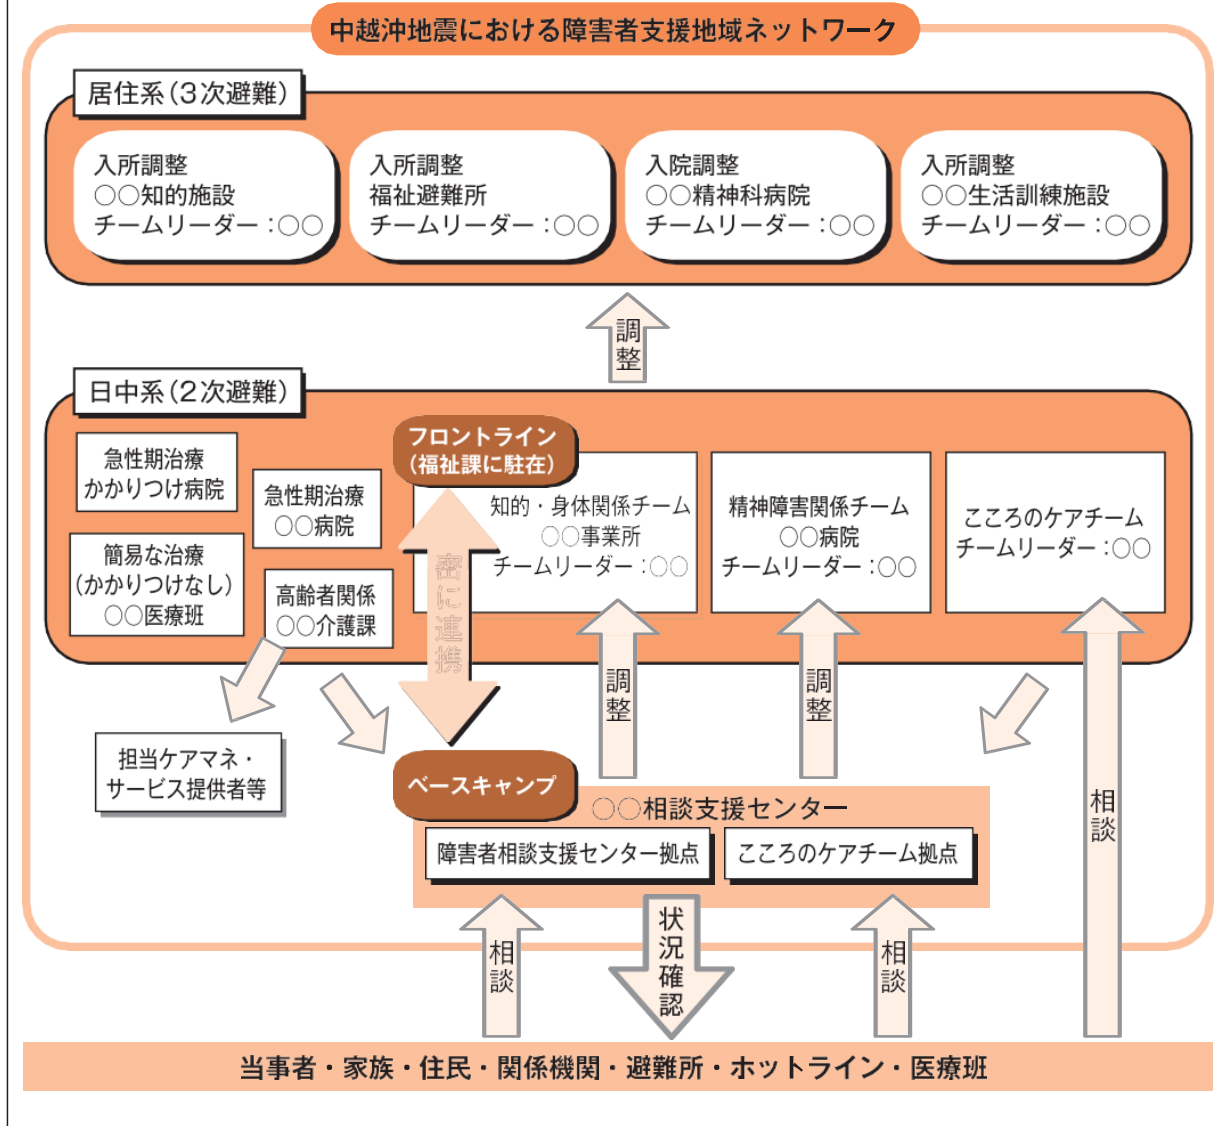 中越沖地震における障害者支援地域ネットワーク
居住系(3次避難)
入所調整
○○知的施設
チームリーダー:○○
入所調整
福祉避難所
チームリーダー:○○
入院調整
○○精神科病院
チームリーダー:○○
入所調整
○○生活訓練施設
チームリーダー:○○
調整
日中系(2次避難)
急性期治療
かかりつけ病院
急性期治療
○○病院
簡易な治療
(かかりつけなし)
○○医療班
高齢者関係
○○介護課
フロントライン
(福祉課に駐在)
知的・身体関係チーム
○○事業所
チームリーダー:○○
精神障害関係チーム
○○病院
チームリーダー:○○
こころのケアチーム
チームリーダー:○○
密に連携
調整
調整
担当ケアマネ・
サービス提供者等
ベースキャンプ
○○相談支援センター
障害者相談支援センター拠点
こころのケアチーム拠点
相談
状況確認
相談
相談
当事者・家族・住民・関係機関・避難所・ホットライン・医療班